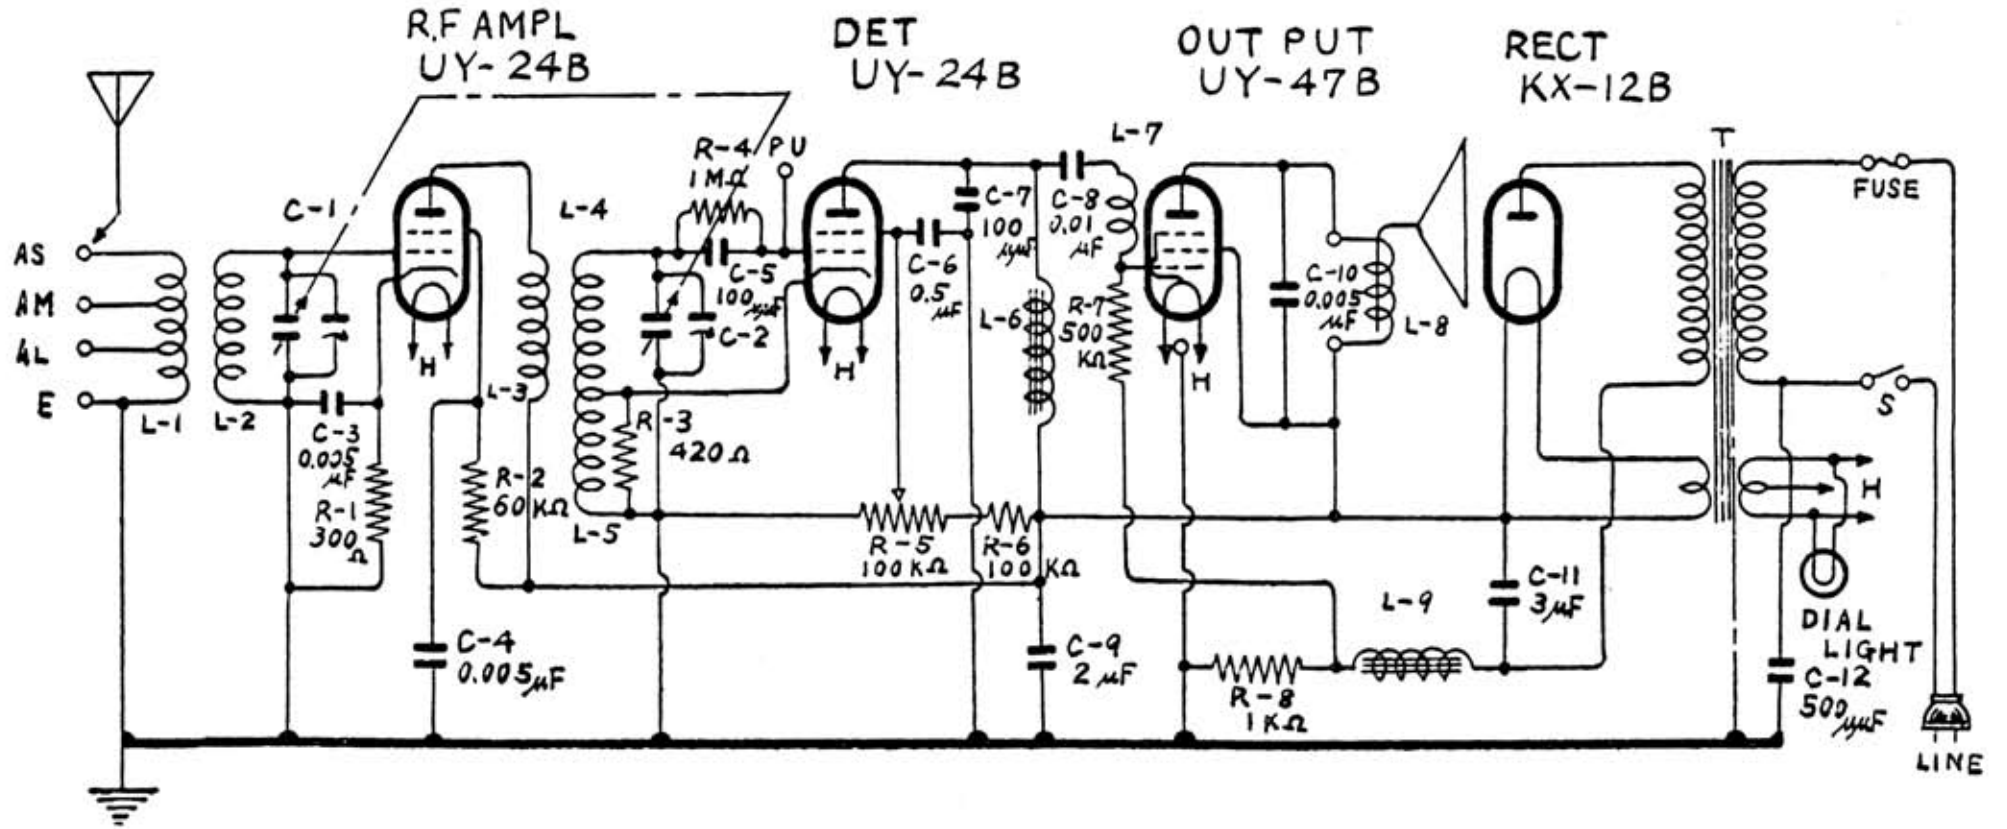 R.F AMPL
UY-24B
DET
UY-24B
OUT PUT
UY-47B
RECT
KX-12B
AS
AM
AL
E
L-1
L-2
C-1
C-3
0.005
μF
R-1
300
Ω
H
C-4
0.005μF
R-2
60KΩ
L-3
L-4
L-5
R-4
1MΩ
PU
C-5
100μμF
C-2
R-3
420Ω
H
C-6
0.5
μF
C-7
100
μμF
R-5
100KΩ
R-6
100KΩ
L-6
C-8
0.01
μF
L-7
R-7
500
KΩ
C-9
2μF
H
C-10
0.005
μF
L-8
R-8
1KΩ
L-9
C-11
3μF
T
FUSE
S
H
DIAL
LIGHT
C-12
500μμF
LINE